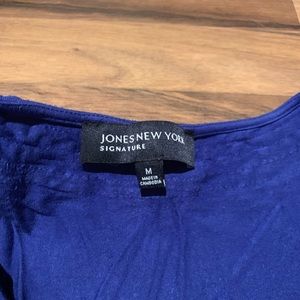 JONES NEW YORK
SIGNATURE
M
MADE IN
CAMBODIA